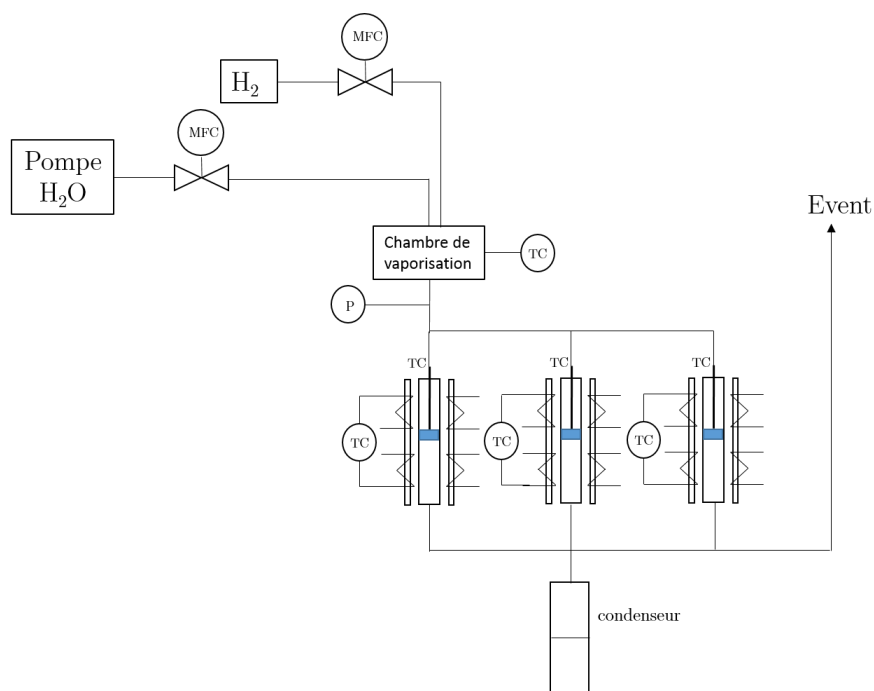 MFC
H₂
MFC
Pompe
H₂O
Event
Chambre de
vaporisation
TC
P
TC
TC
TC
TC
TC
TC
condenseur